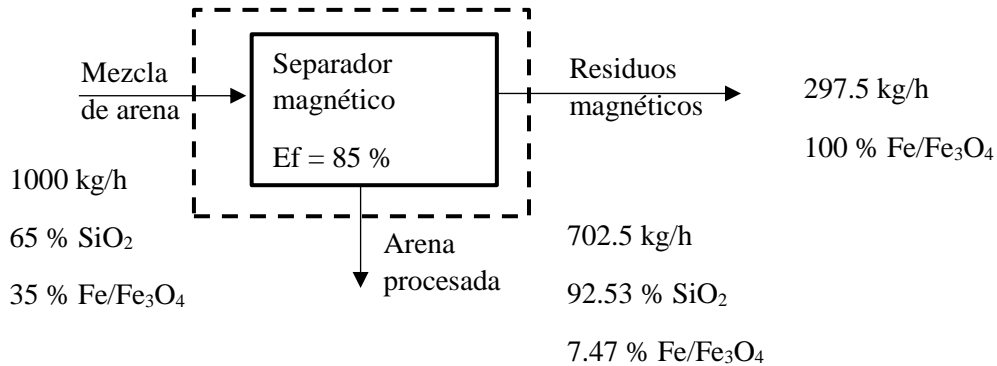 Mezcla
de arena
Separador
magnético
Ef = 85 %
Residuos
magnéticos
297.5 kg/h
100 % Fe/Fe₃O₄
1000 kg/h
65 % SiO₂
35 % Fe/Fe₃O₄
Arena
procesada
702.5 kg/h
92.53 % SiO₂
7.47 % Fe/Fe₃O₄